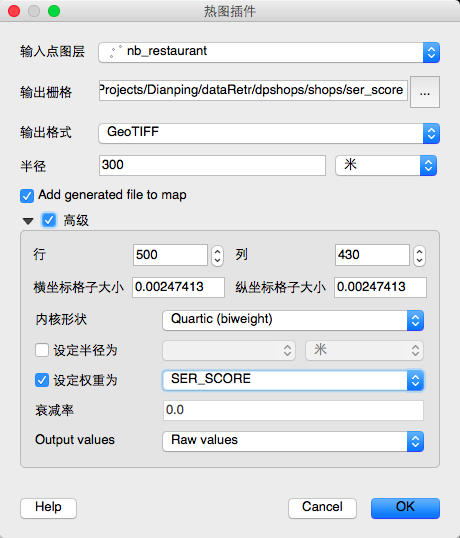 热图插件
输入点图层 nb_restaurant
输出栅格 Projects/Dianping/dataRetr/dpshops/shops/ser_score ...
输出格式 GeoTIFF
半径 300 米
Add generated file to map
高级
行 500 列 430
横坐标格子大小 0.00247413 纵坐标格子大小 0.00247413
内核形状 Quartic (biweight)
设定半径为 米
设定权重为 SER_SCORE
衰减率 0.0
Output values Raw values
Help Cancel OK